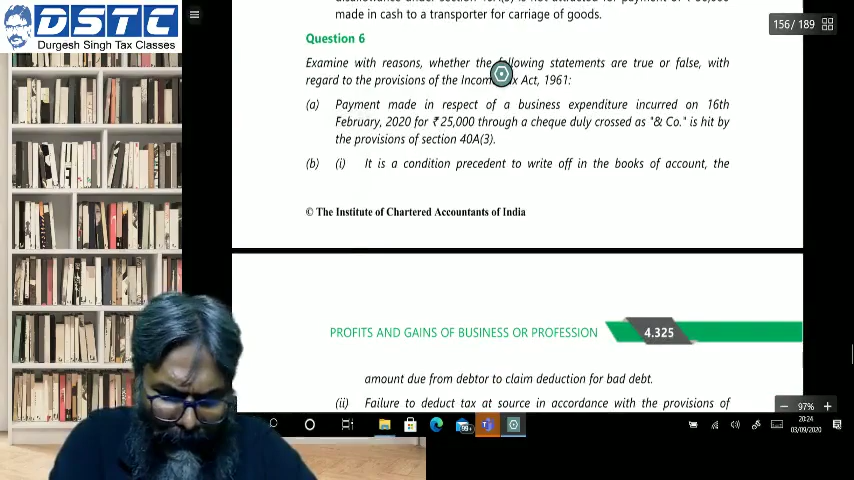 DSTC
Durgesh Singh Tax Classes
made in cash to a transporter for carriage of goods.
156/189
Question 6
Examine with reasons, whether the following statements are true or false, with
regard to the provisions of the Income Tax Act, 1961:
(a) Payment made in respect of a business expenditure incurred on 16th
February, 2020 for ₹ 25,000 through a cheque duly crossed as "& Co." is hit by
the provisions of section 40A(3).
(b) (i) It is a condition precedent to write off in the books of account, the
© The Institute of Chartered Accountants of India
PROFITS AND GAINS OF BUSINESS OR PROFESSION 4.325
amount due from debtor to claim deduction for bad debt.
(ii) Failure to deduct tax at source in accordance with the provisions of
97%
99+
20:24
03/09/2020